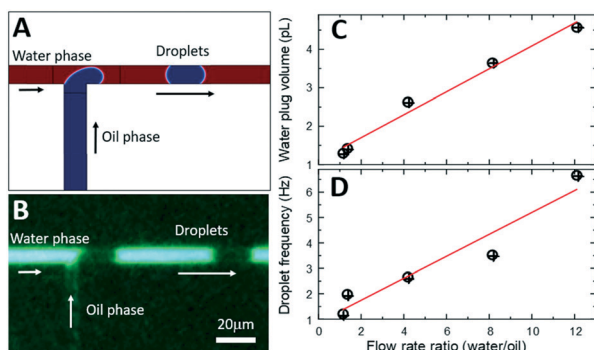 A
Water phase
Droplets
Oil phase
B
Water phase
Droplets
Oil phase
20μm
C
Water plug volume (pL)
4
3
2
1
D
Droplet frequency (Hz)
6
5
4
3
2
1
0 2 4 6 8 10 12 14
Flow rate ratio (water/oil)